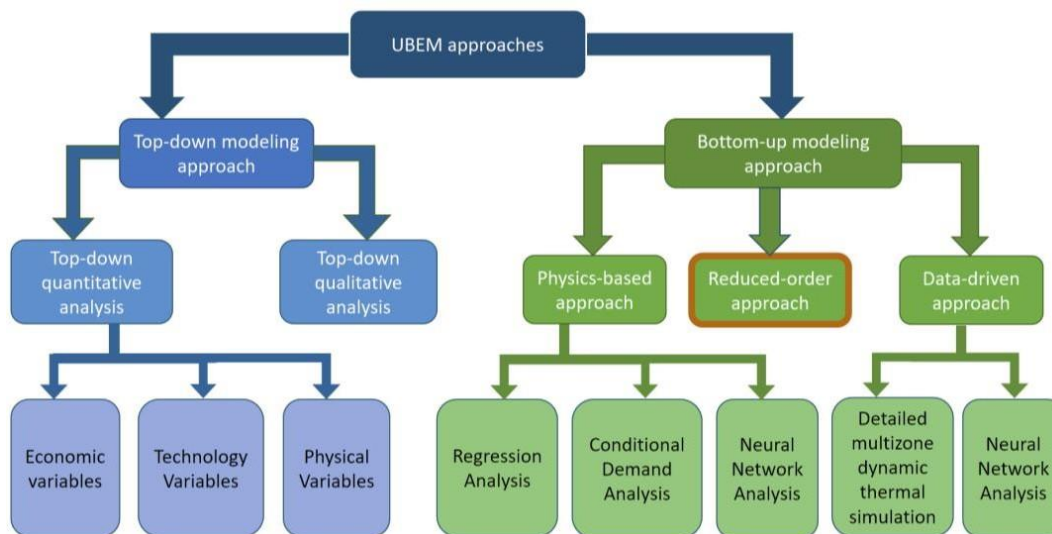 UBEM approaches
Top-down modeling
approach
Bottom-up modeling
approach
Top-down
quantitative
analysis
Top-down
qualitative
analysis
Physics-based
approach
Reduced-order
approach
Data-driven
approach
Economic
variables
Technology
Variables
Physical
Variables
Regression
Analysis
Conditional
Demand
Analysis
Neural
Network
Analysis
Detailed
multizone
dynamic
thermal
simulation
Neural
Network
Analysis